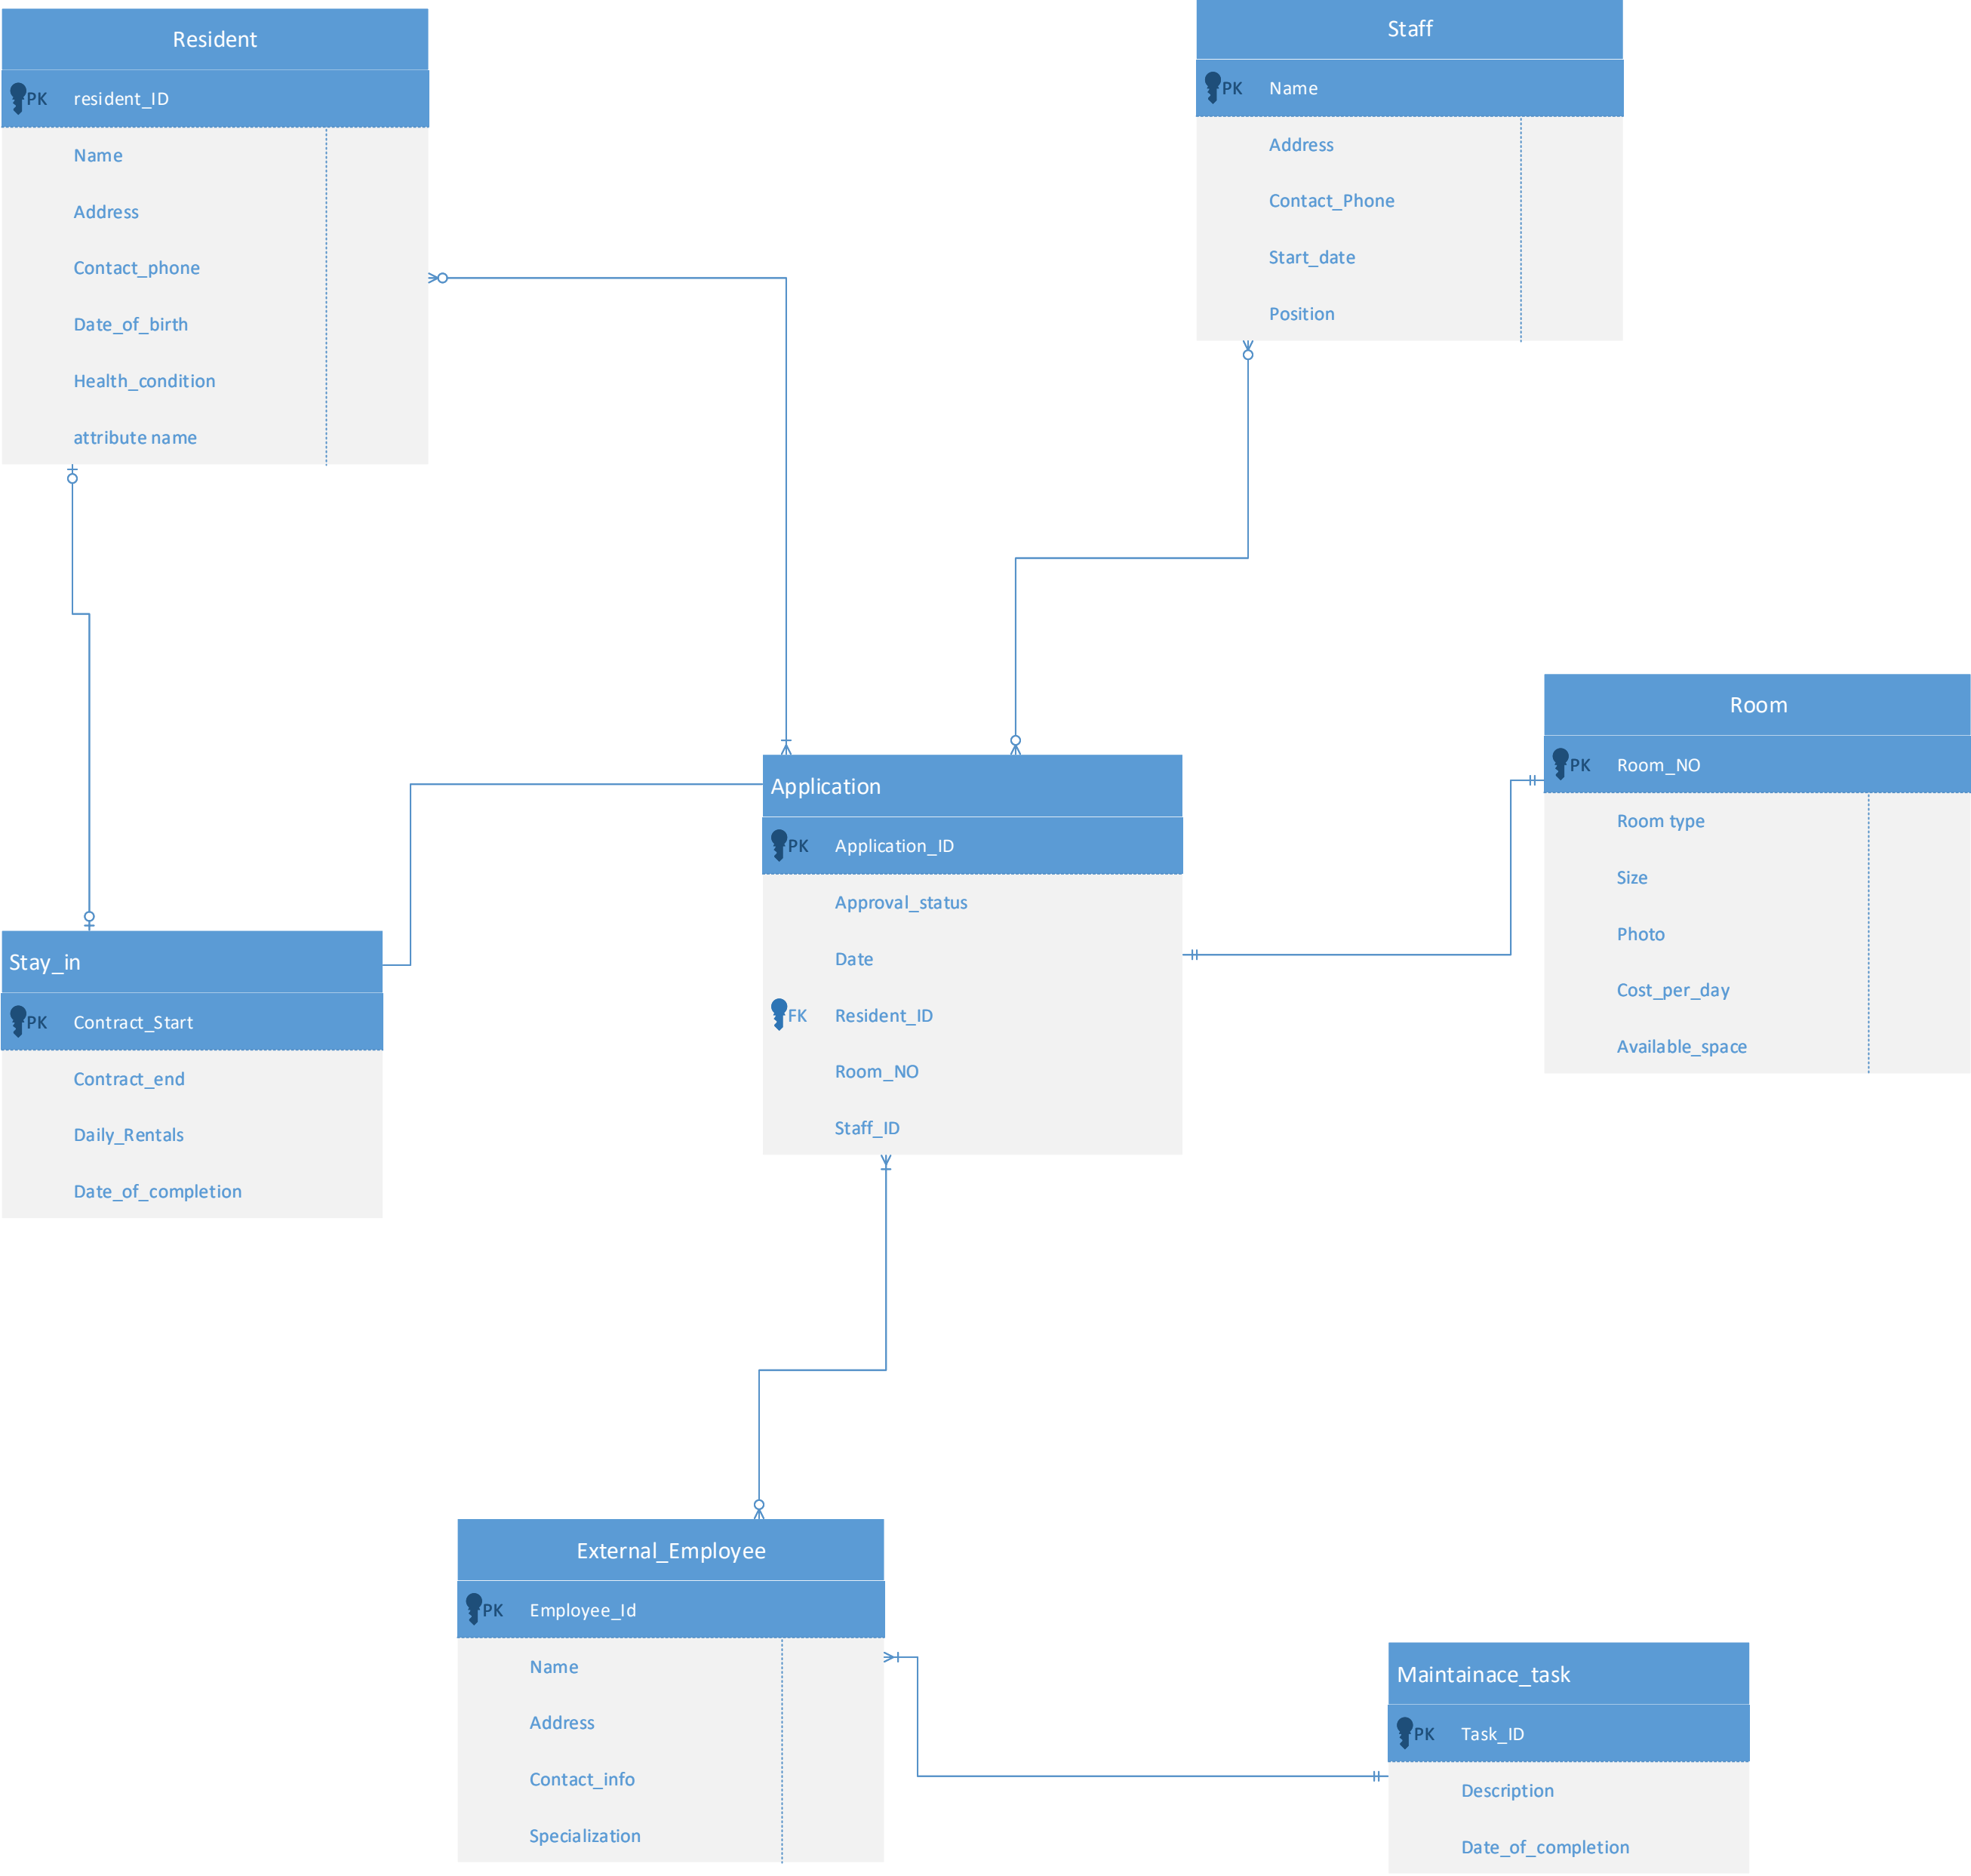 Resident
PK resident_ID
Name
Address
Contact_phone
Date_of_birth
Health_condition
attribute name
Staff
PK Name
Address
Contact_Phone
Start_date
Position
Room
PK Room_NO
Room type
Size
Photo
Cost_per_day
Available_space
Application
PK Application_ID
Approval_status
Date
FK Resident_ID
Room_NO
Staff_ID
Stay_in
PK Contract_Start
Contract_end
Daily_Rentals
Date_of_completion
External_Employee
PK Employee_Id
Name
Address
Contact_info
Specialization
Maintainace_task
PK Task_ID
Description
Date_of_completion